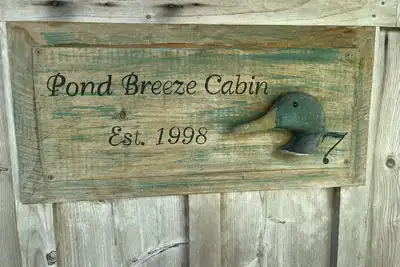 Pond Breeze Cabin
Est. 1998
7